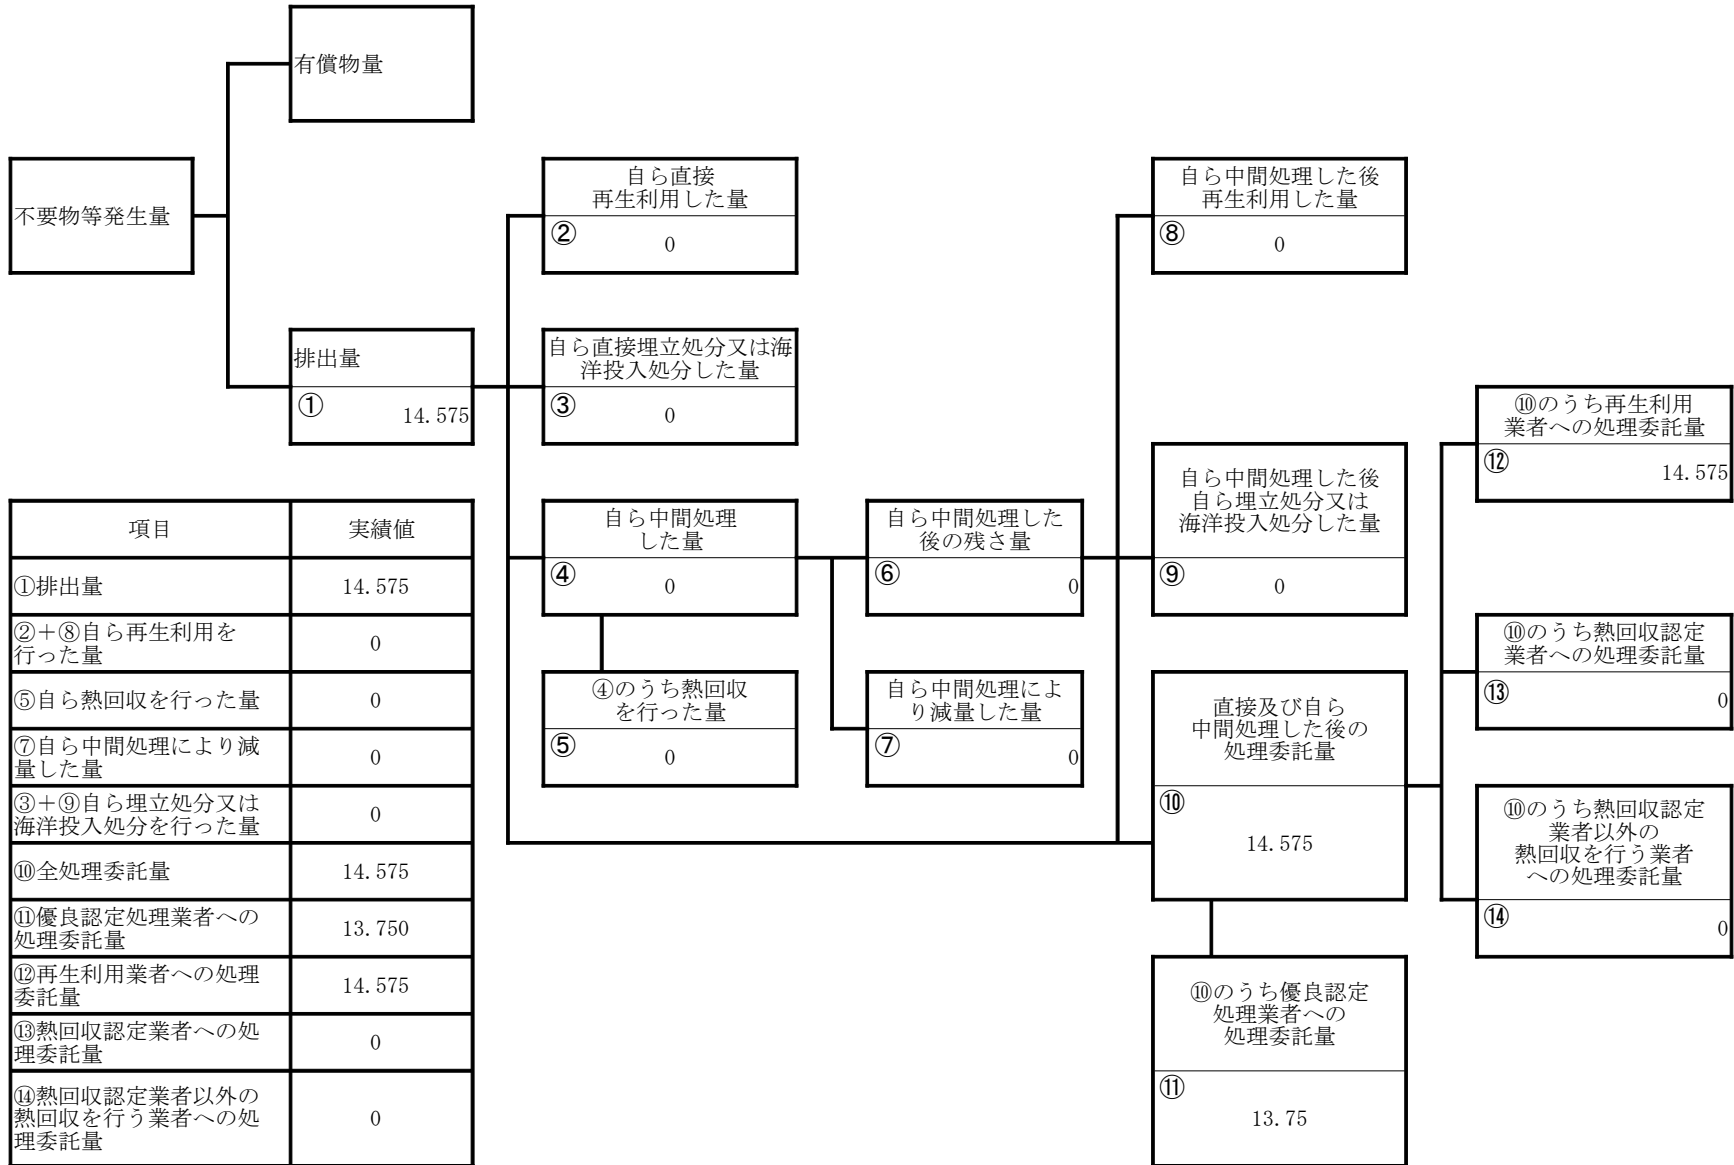 有償物量
不要物等発生量
自ら直接
再生利用した量
②
0
自ら中間処理した後
再生利用した量
⑧
0
排出量
①
14.575
自ら直接埋立処分又は海
洋投入処分した量
③
0
⑩のうち再生利用
業者への処理委託量
⑫
14.575
自ら中間処理
した量
④
0
自ら中間処理した
後の残さ量
⑥
0
自ら中間処理した後
自ら埋立処分又は
海洋投入処分した量
⑨
0
⑩のうち熱回収認定
業者への処理委託量
⑬
0
④のうち熱回収
を行った量
⑤
0
自ら中間処理によ
り減量した量
⑦
0
直接及び自ら
中間処理した後の
処理委託量
⑩
14.575
⑩のうち熱回収認定
業者以外の
熱回収を行う業者
への処理委託量
⑭
0
⑩のうち優良認定
処理業者への
処理委託量
⑪
13.75
項目 実績値
①排出量 14.575
②+⑧自ら再生利用を
行った量 0
⑤自ら熱回収を行った量 0
⑦自ら中間処理により減
量した量 0
③+⑨自ら埋立処分又は
海洋投入処分を行った量 0
⑩全処理委託量 14.575
⑪優良認定処理業者への
処理委託量 13.750
⑫再生利用業者への処理
委託量 14.575
⑬熱回収認定業者への処
理委託量 0
⑭熱回収認定業者以外の
熱回収を行う業者への処
理委託量 0